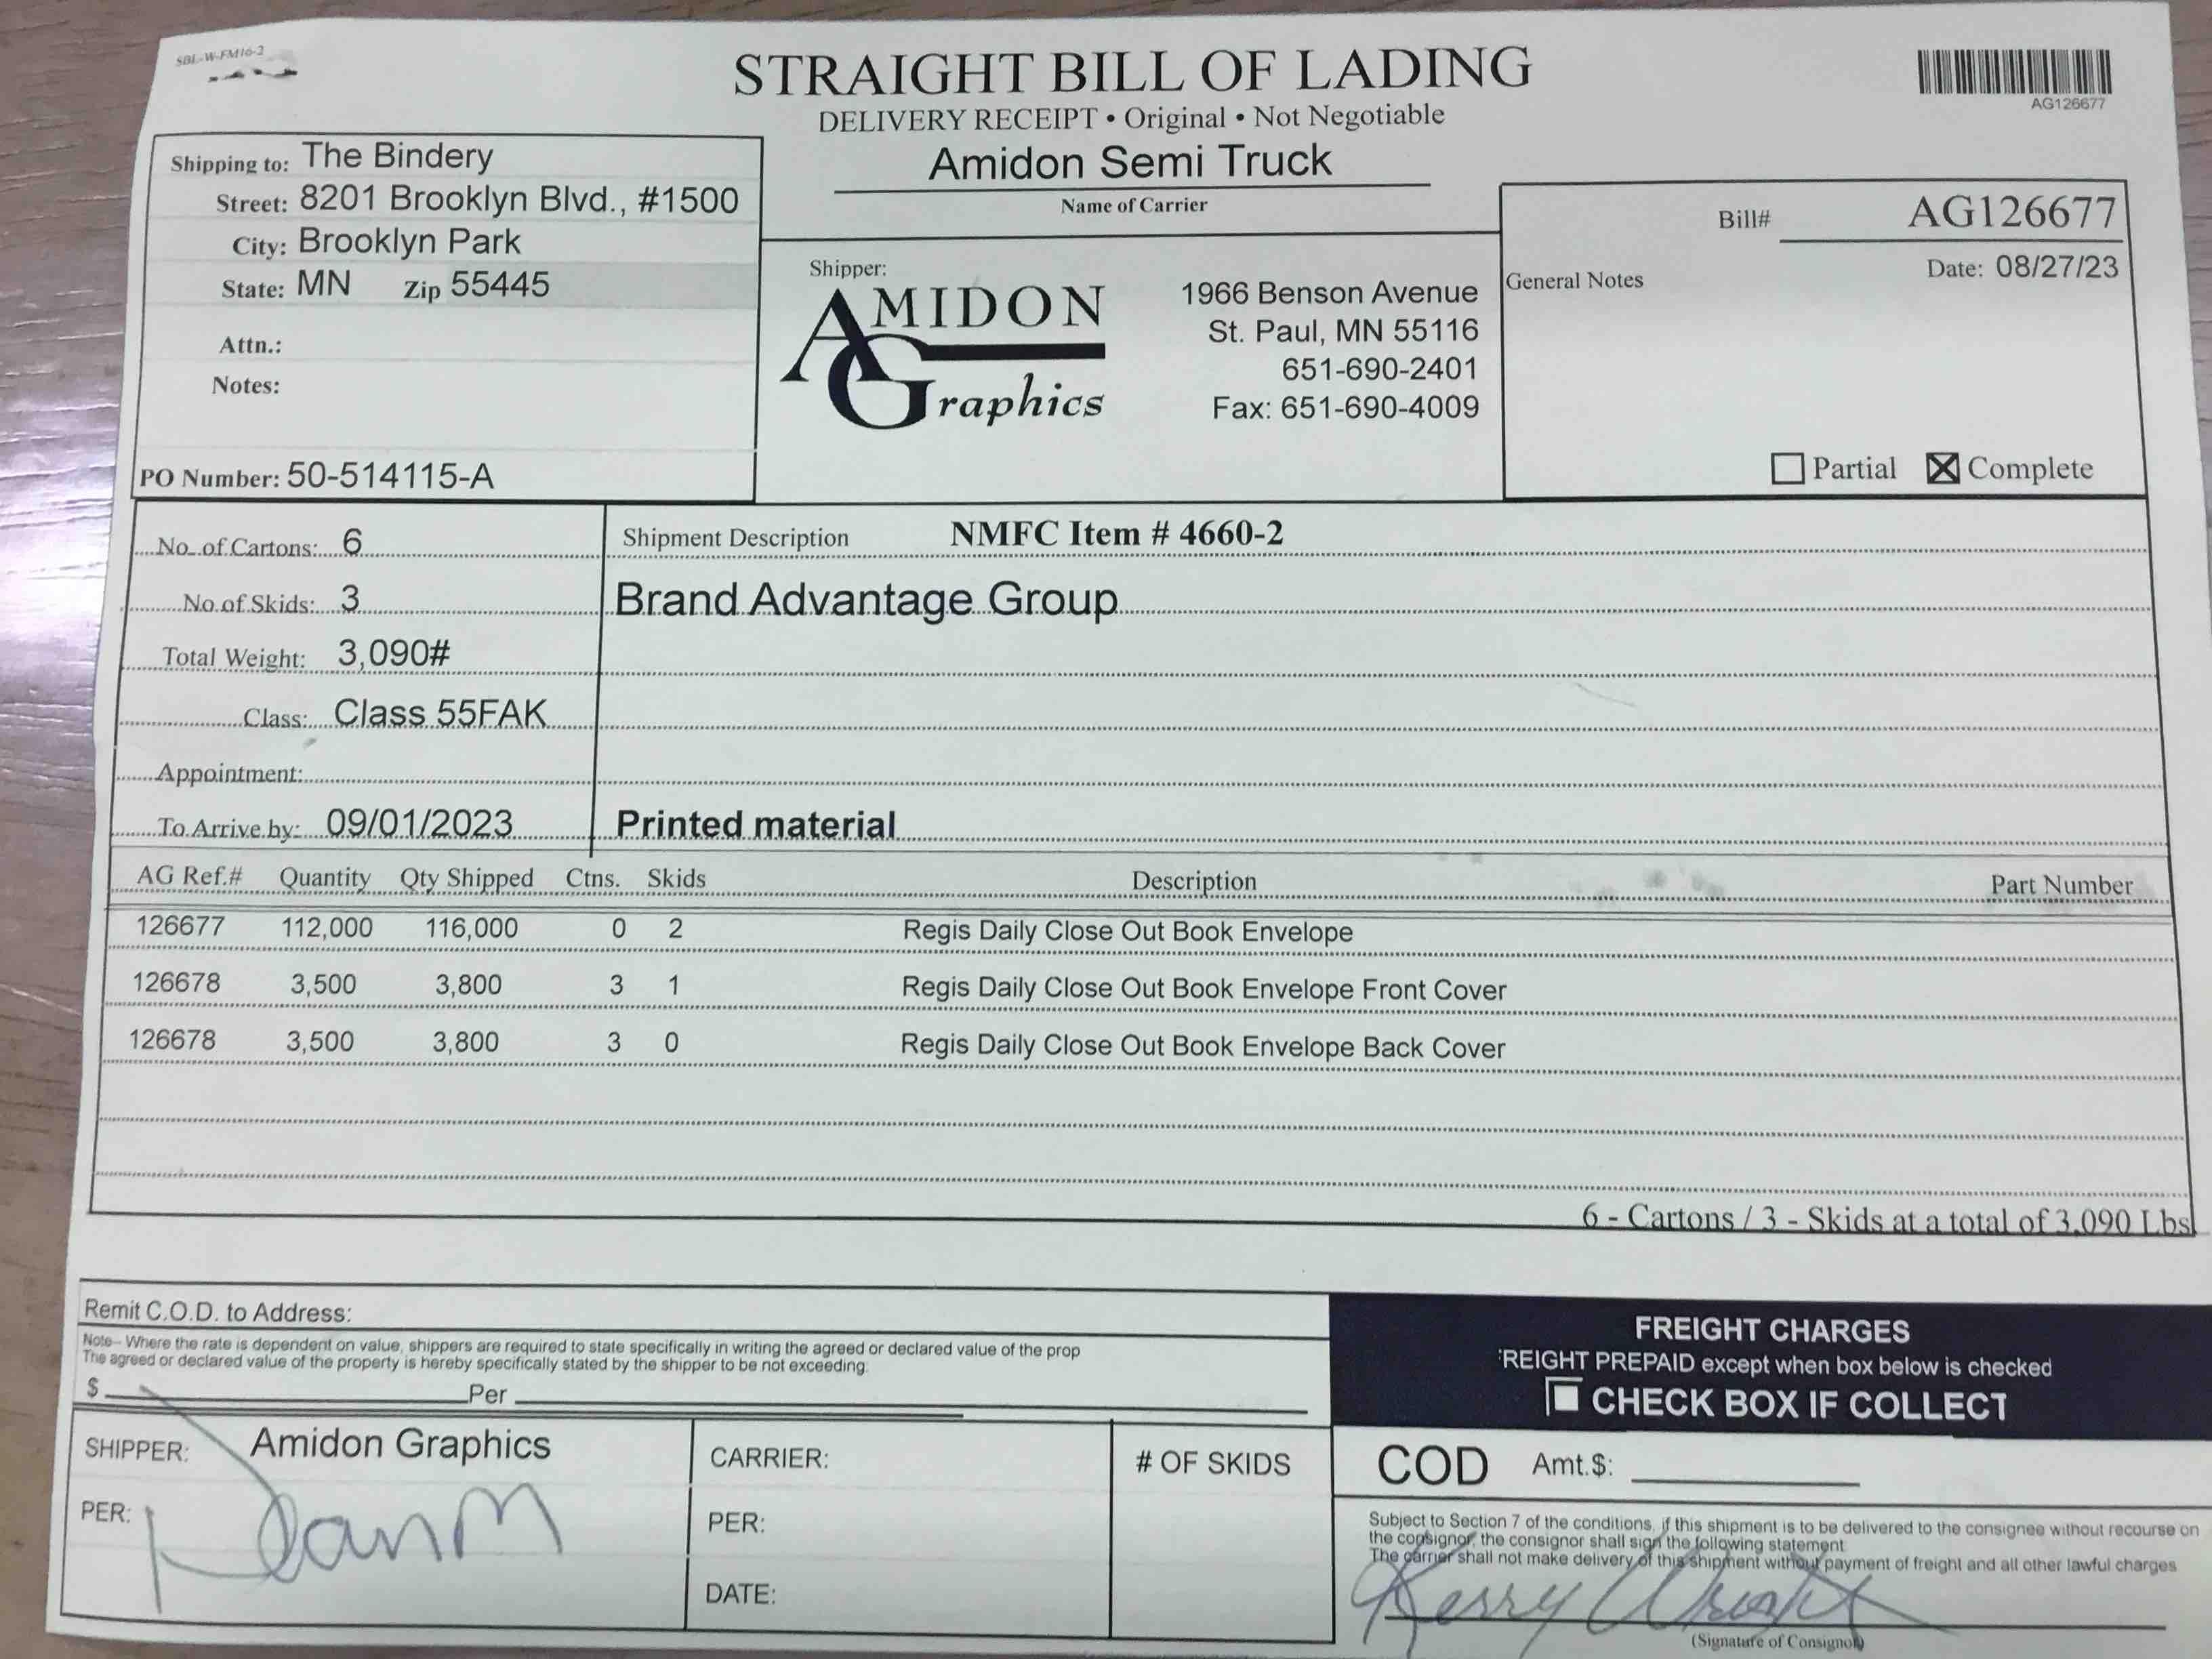 SBL-W-FM16-2
STRAIGHT BILL OF LADING
DELIVERY RECEIPT • Original • Not Negotiable
AG126677
Shipping to: The Bindery
Street: 8201 Brooklyn Blvd., #1500
City: Brooklyn Park
State: MN Zip 55445
Attn.:
Notes:
PO Number: 50-514115-A
Amidon Semi Truck
Name of Carrier
Shipper:
AMIDON
Graphics
1966 Benson Avenue
St. Paul, MN 55116
651-690-2401
Fax: 651-690-4009
Bill# AG126677
Date: 08/27/23
General Notes
Partial Complete
No. of Cartons: 6
No. of Skids: 3
Total Weight: 3,090#
Class: Class 55FAK
Appointment:
To Arrive by: 09/01/2023
Shipment Description NMFC Item # 4660-2
Brand Advantage Group
Printed material
AG Ref.# Quantity Qty Shipped Ctns. Skids Description Part Number
126677 112,000 116,000 0 2 Regis Daily Close Out Book Envelope
126678 3,500 3,800 3 1 Regis Daily Close Out Book Envelope Front Cover
126678 3,500 3,800 3 0 Regis Daily Close Out Book Envelope Back Cover
6 - Cartons / 3 - Skids at a total of 3,090 Lbs
Remit C.O.D. to Address:
Note-- Where the rate is dependent on value, shippers are required to state specifically in writing the agreed or declared value of the prop
The agreed or declared value of the property is hereby specifically stated by the shipper to be not exceeding:
$ Per
SHIPPER: Amidon Graphics
PER:
CARRIER:
PER:
DATE:
# OF SKIDS
FREIGHT CHARGES
REIGHT PREPAID except when box below is checked
CHECK BOX IF COLLECT
COD Amt.$:
Subject to Section 7 of the conditions, if this shipment is to be delivered to the consignee without recourse on
the consignor, the consignor shall sign the following statement
The carrier shall not make delivery of this shipment without payment of freight and all other lawful charges
Kerry Wright
(Signature of Consignor)